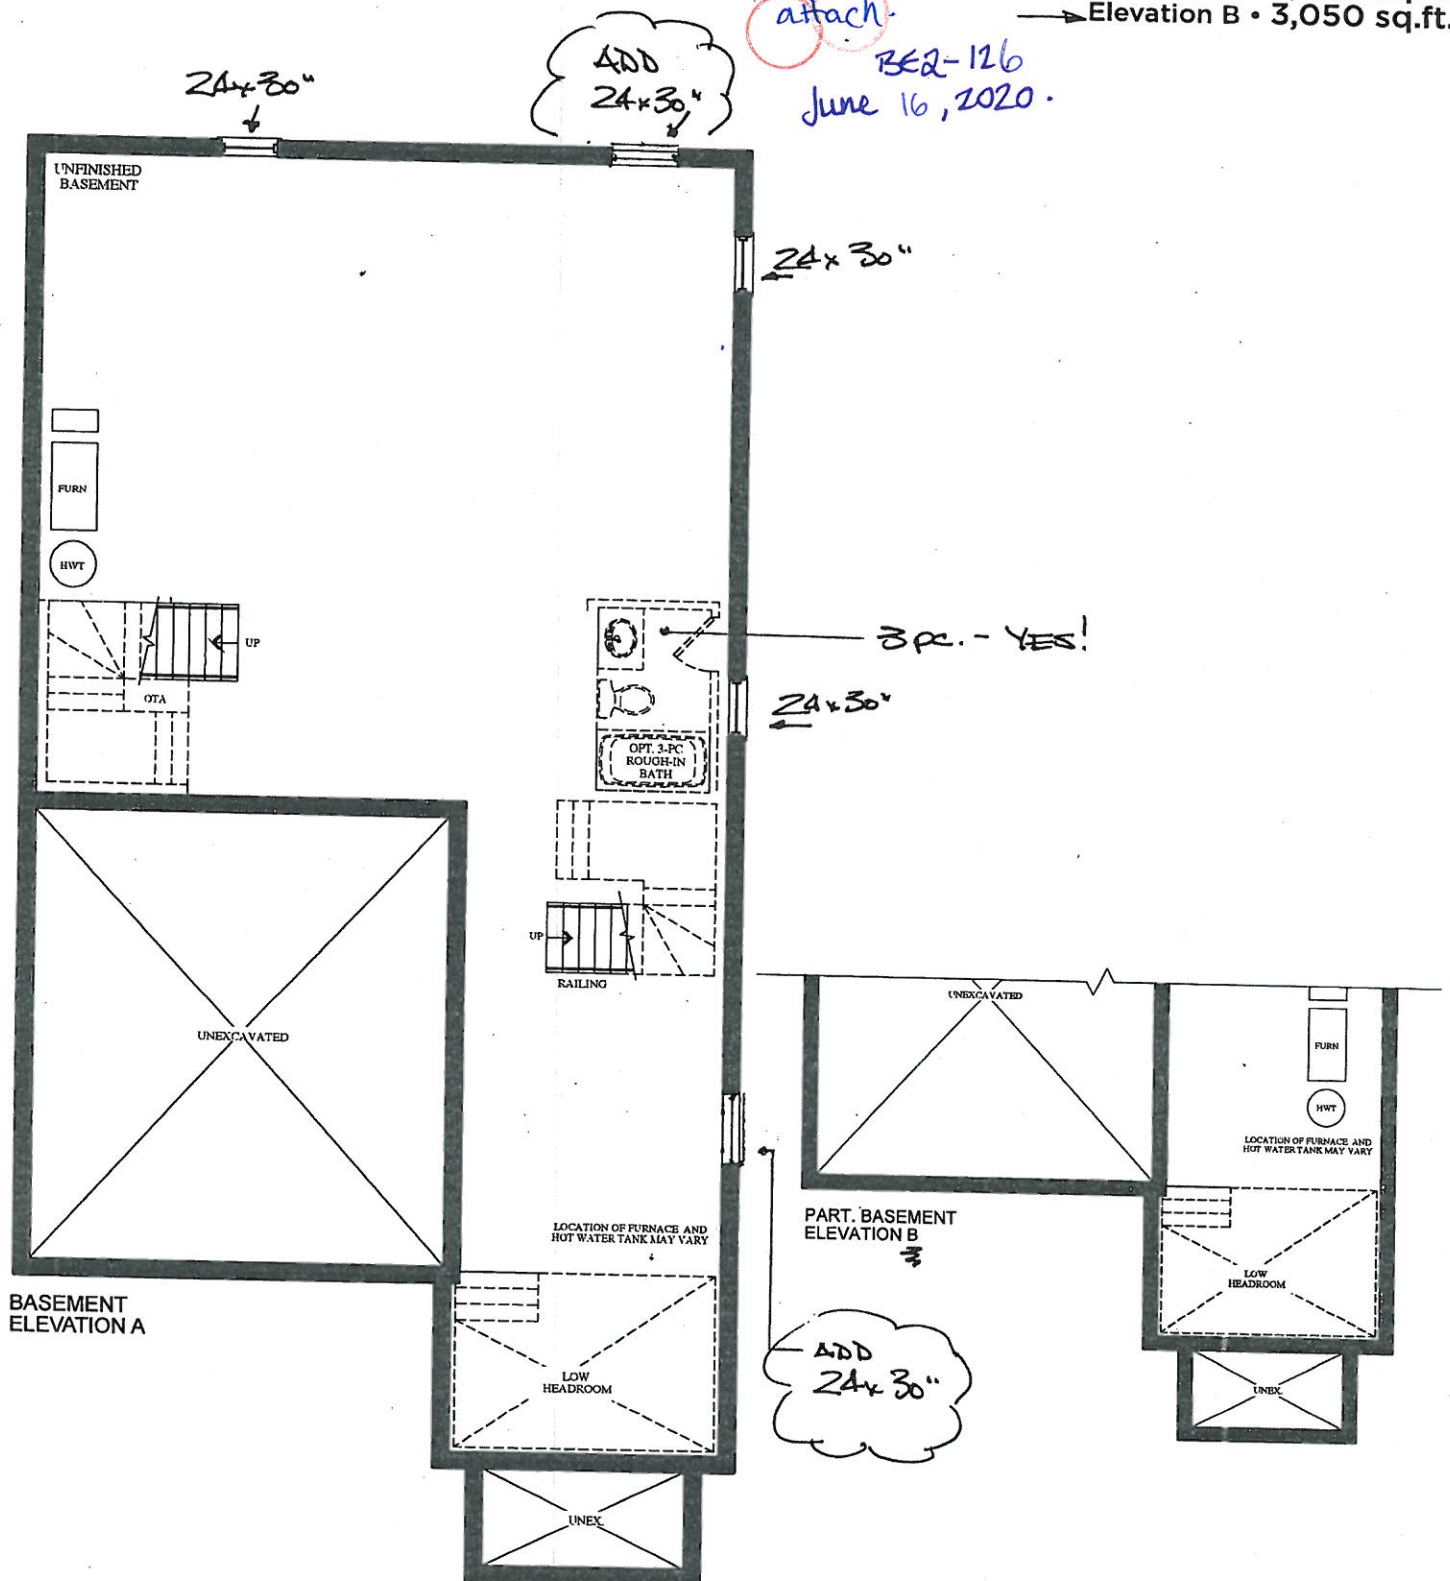 attach.
Elevation B • 3,050 sq.ft.
BE2-126
June 16, 2020.
24x30"
ADD
24x30"
UNFINISHED
BASEMENT
24x30"
FURN
HWT
UP
OTA
3 pc. - YES!
24x30"
OPT. 3-PC
ROUGH-IN
BATH
UP
RAILING
UNEXCAVATED
UNEXCAVATED
FURN
HWT
LOCATION OF FURNACE AND
HOT WATER TANK MAY VARY
LOCATION OF FURNACE AND
HOT WATER TANK MAY VARY
PART. BASEMENT
ELEVATION B
BASEMENT
ELEVATION A
LOW
HEADROOM
LOW
HEADROOM
ADD
24x30"
UNEX.
UNEX.